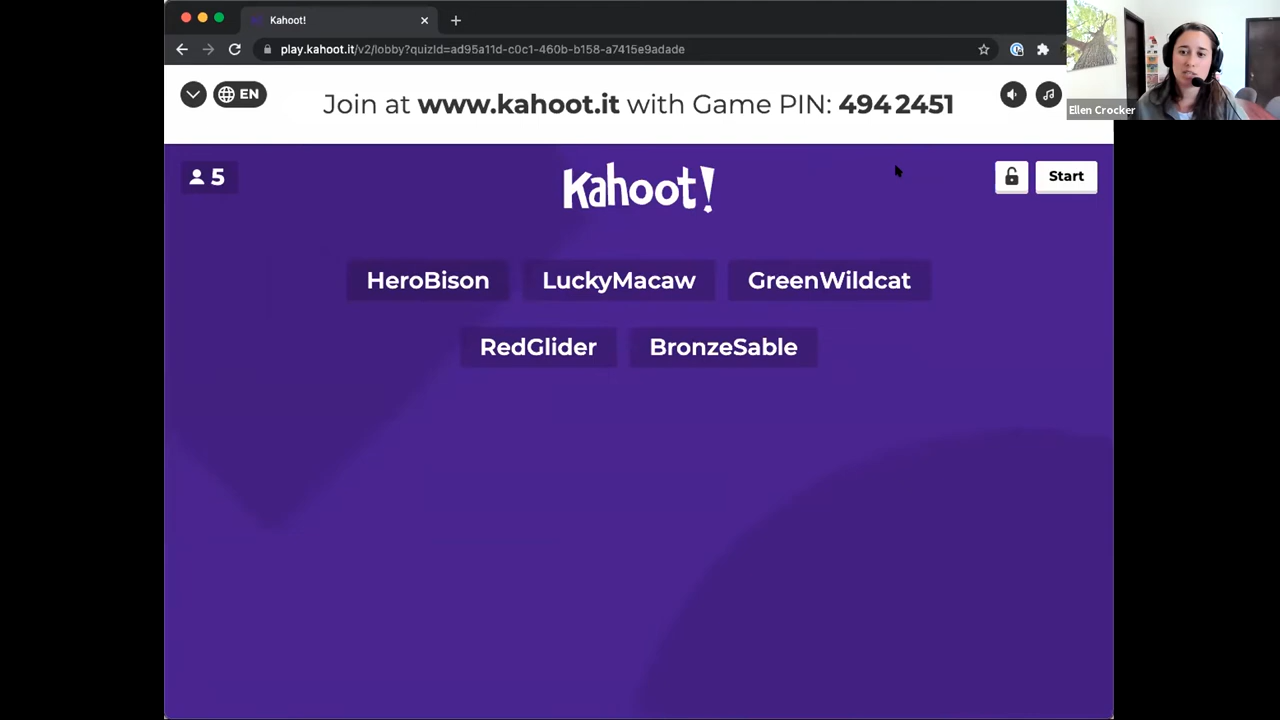 Kahoot!
play.kahoot.it/v2/lobby?quizId=ad95a11d-c0c1-460b-b158-a7415e9adade
EN
Join at www.kahoot.it with Game PIN: 494 2451
Ellen Crocker
5
Kahoot!
Start
HeroBison LuckyMacaw GreenWildcat
RedGlider BronzeSable